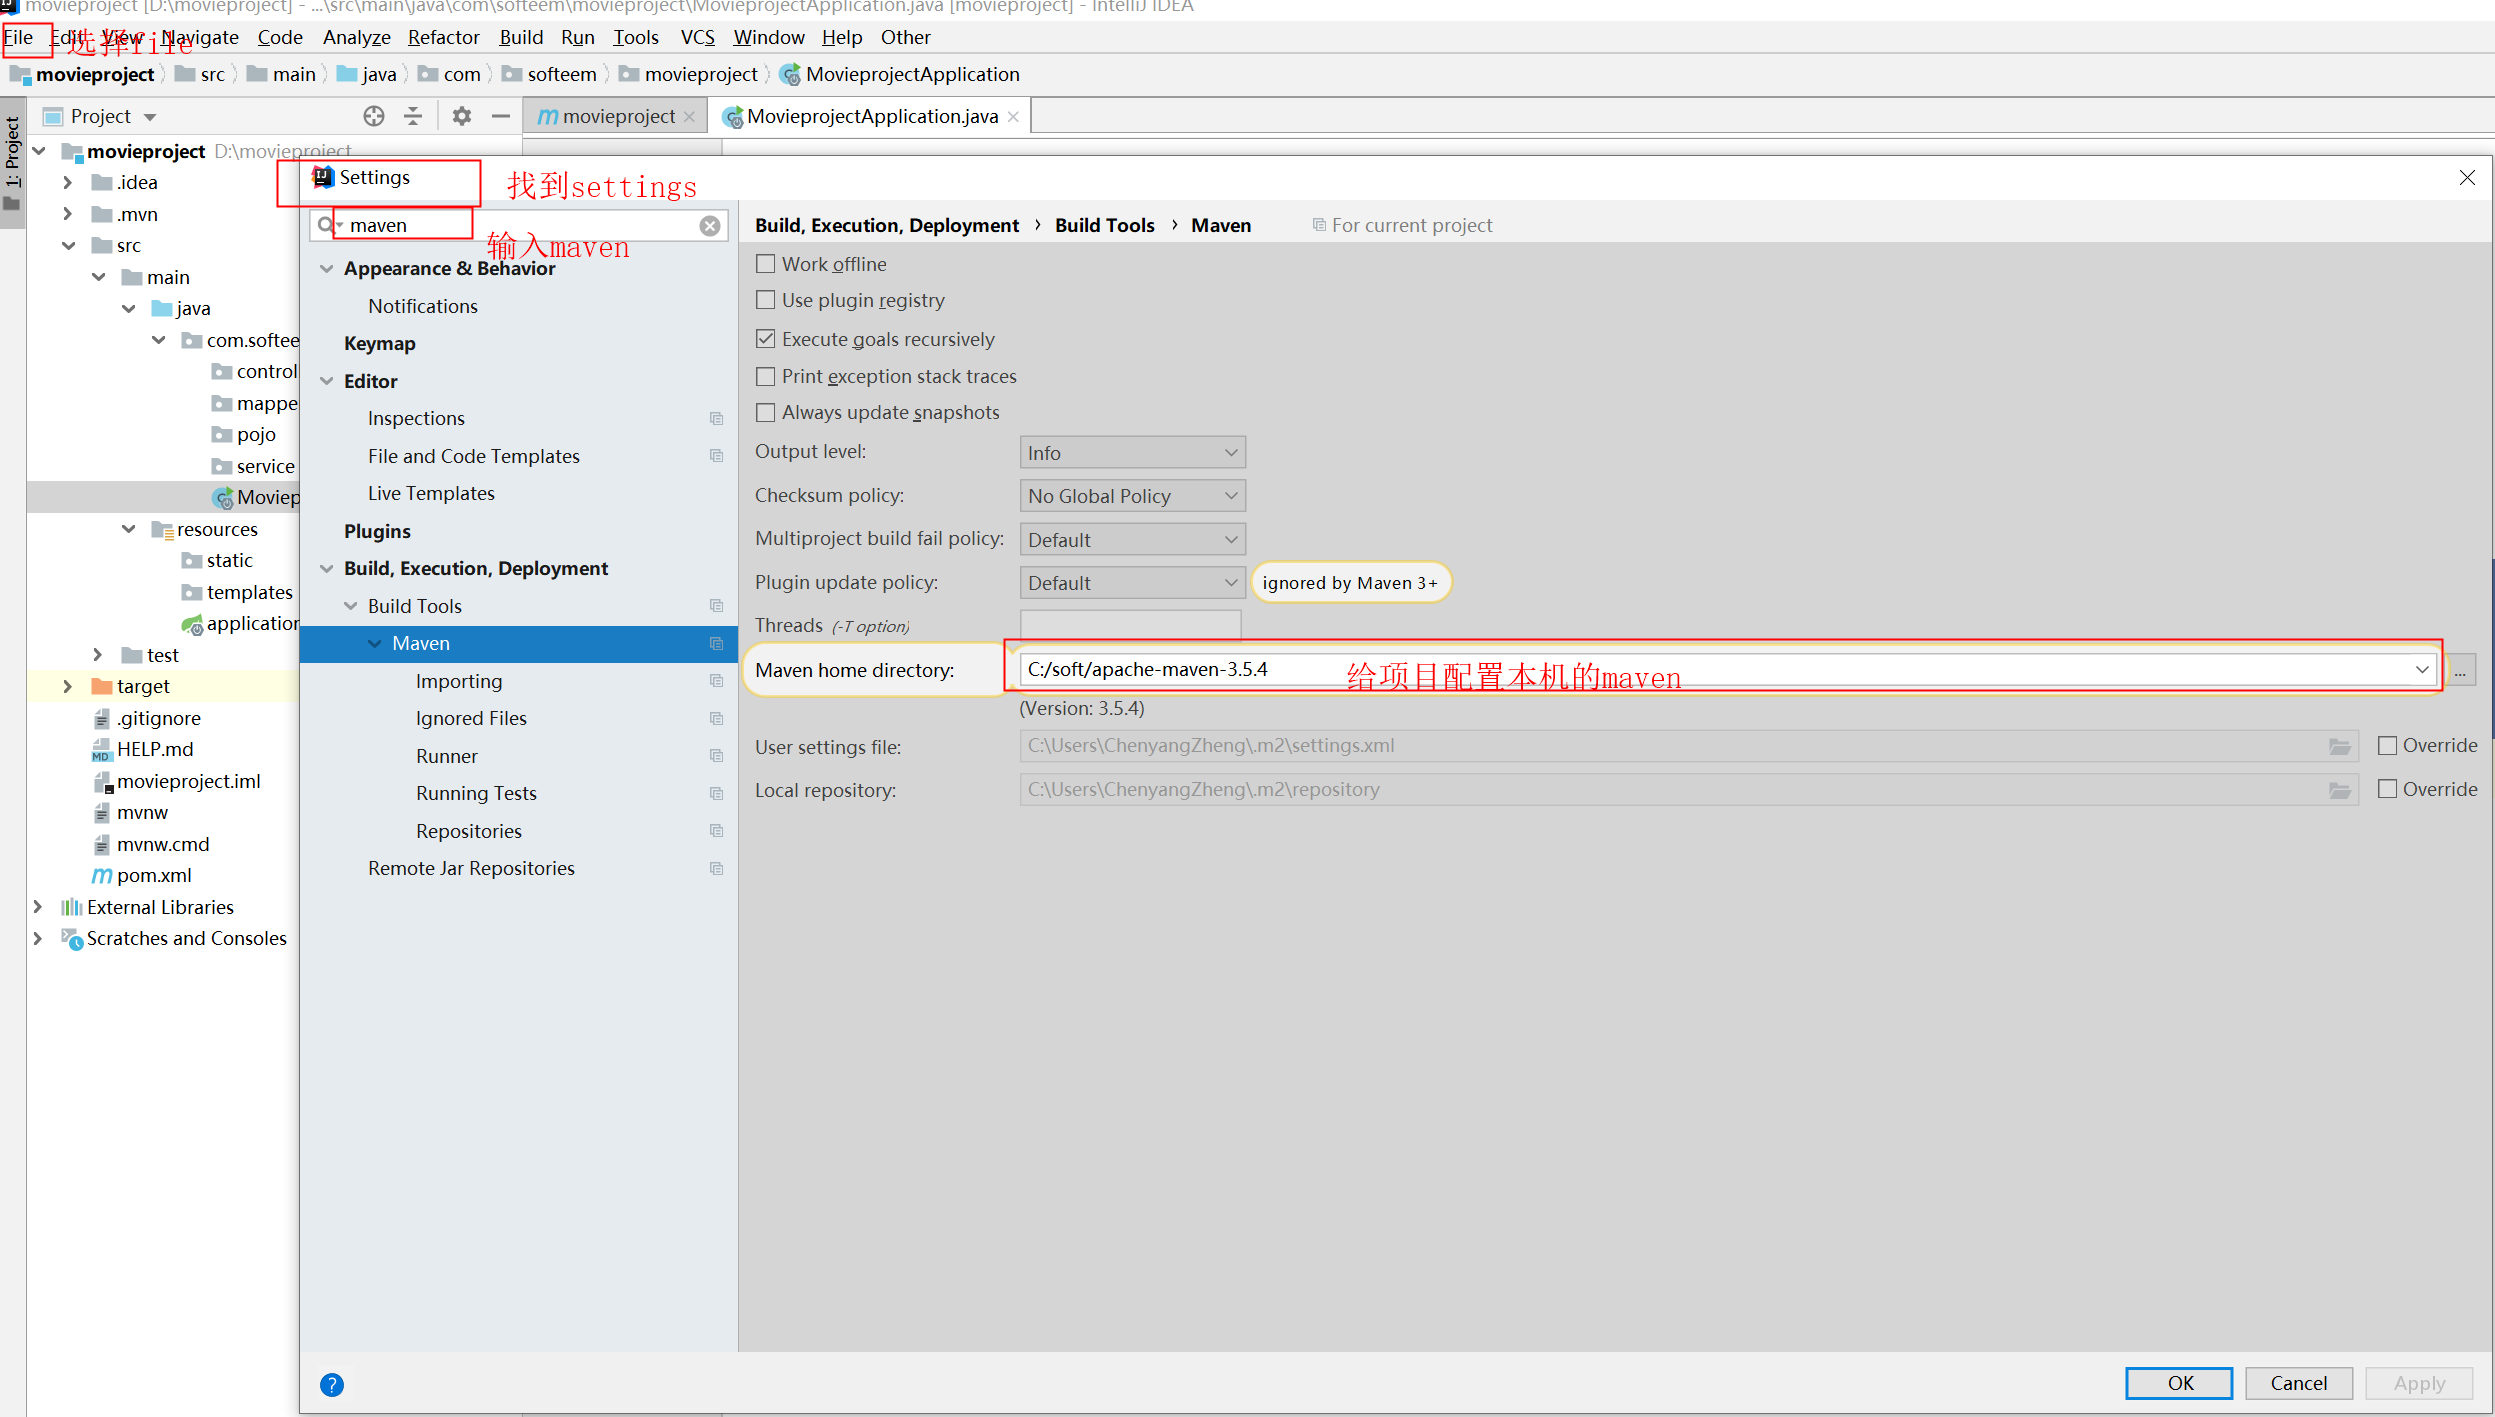 movieproject [D:\movieproject] - ...\src\main\java\com\softeem\movieproject\MovieprojectApplication.java [movieproject] - IntelliJ IDEA
File Edit View Navigate Code Analyze Refactor Build Run Tools VCS Window Help Other
选择file
movieproject src main java com softeem movieproject MovieprojectApplication
Project movieproject MovieprojectApplication.java
1: Project
movieproject D:\movieproject
.idea
.mvn
src
main
java
com.softee
control
mappe
pojo
service
Moviep
resources
static
templates
application
test
target
.gitignore
HELP.md
movieproject.iml
mvnw
mvnw.cmd
pom.xml
External Libraries
Scratches and Consoles
Settings
找到settings
maven
输入maven
Appearance & Behavior
Notifications
Keymap
Editor
Inspections
File and Code Templates
Live Templates
Plugins
Build, Execution, Deployment
Build Tools
Maven
Importing
Ignored Files
Runner
Running Tests
Repositories
Remote Jar Repositories
Build, Execution, Deployment › Build Tools › Maven For current project
Work offline
Use plugin registry
Execute goals recursively
Print exception stack traces
Always update snapshots
Output level: Info
Checksum policy: No Global Policy
Multiproject build fail policy: Default
Plugin update policy: Default ignored by Maven 3+
Threads (-T option)
Maven home directory: C:/soft/apache-maven-3.5.4 ...
给项目配置本机的maven
(Version: 3.5.4)
User settings file: C:\Users\ChenyangZheng\.m2\settings.xml Override
Local repository: C:\Users\ChenyangZheng\.m2\repository Override
? OK Cancel Apply